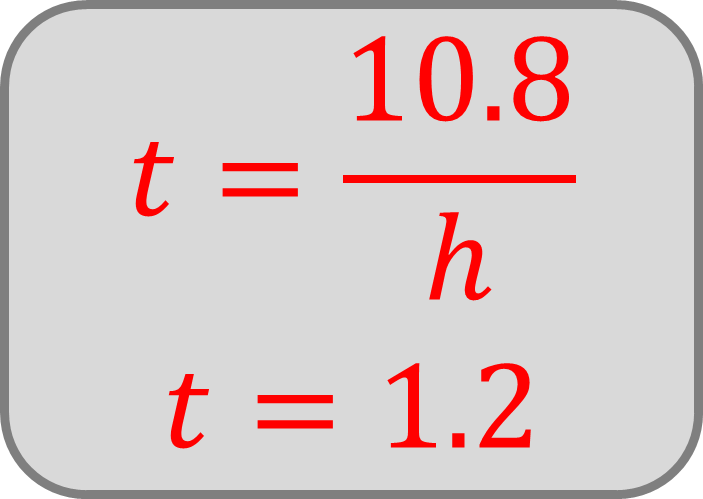 t = 10.8/h
t = 1.2